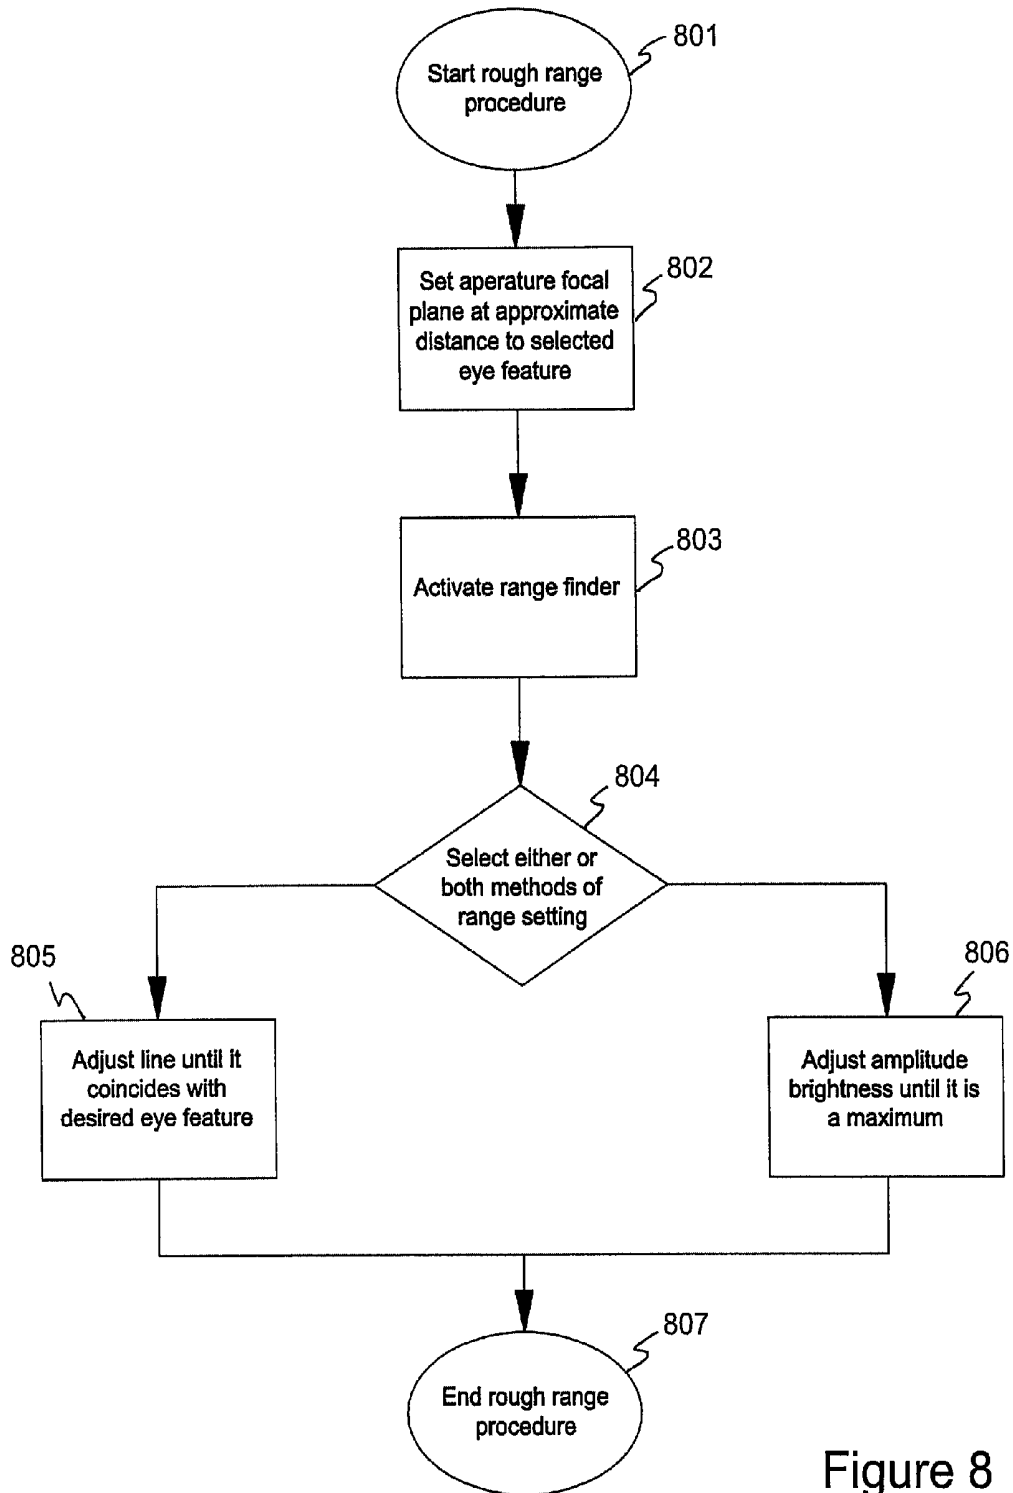 801
Start rough range
procedure
802
Set aperature focal
plane at approximate
distance to selected
eye feature
803
Activate range finder
804
Select either or
both methods of
range setting
805
Adjust line until it
coincides with
desired eye feature
806
Adjust amplitude
brightness until it is
a maximum
807
End rough range
procedure
Figure 8